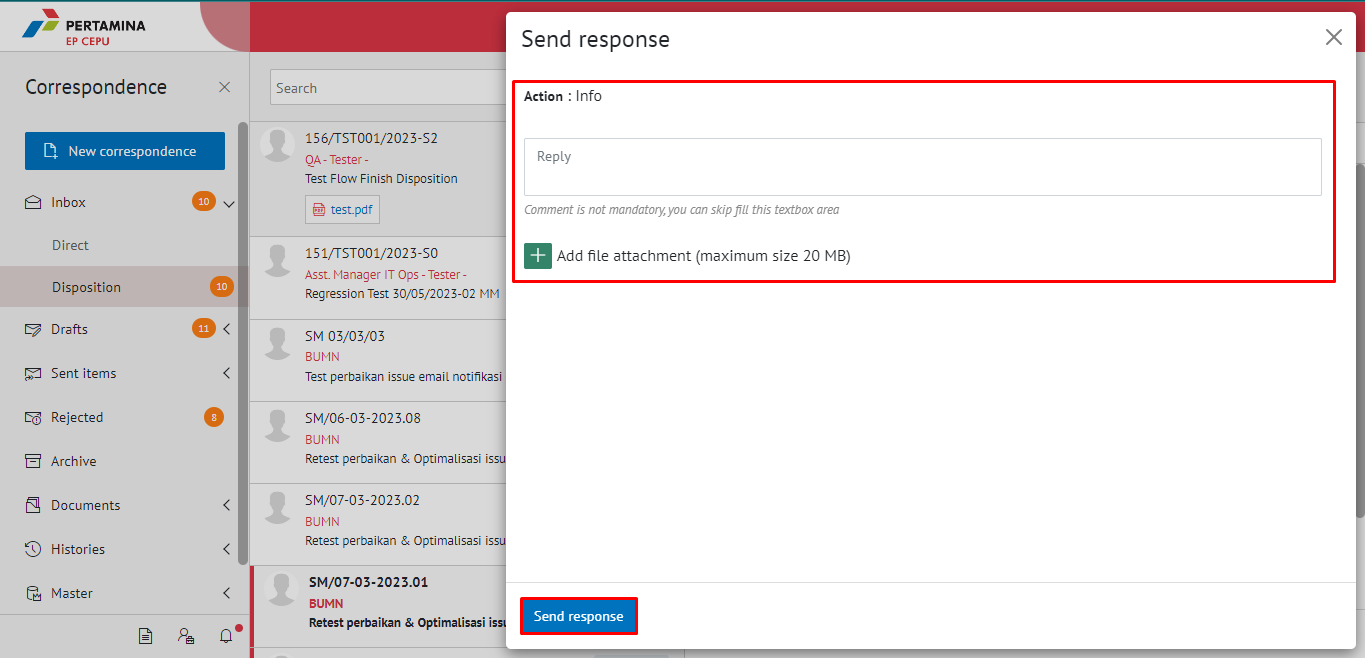 PERTAMINA
EP CEPU
Correspondence
New correspondence
Inbox 10
Direct
Disposition 10
Drafts 11
Sent items
Rejected 8
Archive
Documents
Histories
Master
Search
156/TST001/2023-S2
QA - Tester -
Test Flow Finish Disposition
test.pdf
151/TST001/2023-S0
Asst. Manager IT Ops - Tester -
Regression Test 30/05/2023-02 MM
SM 03/03/03
BUMN
Test perbaikan issue email notifikasi
SM/06-03-2023.08
BUMN
Retest perbaikan & Optimalisasi issu
SM/07-03-2023.02
BUMN
Retest perbaikan & Optimalisasi issu
SM/07-03-2023.01
BUMN
Retest perbaikan & Optimalisasi issu
Send response
Action : Info
Reply
Comment is not mandatory, you can skip fill this textbox area
Add file attachment (maximum size 20 MB)
Send response